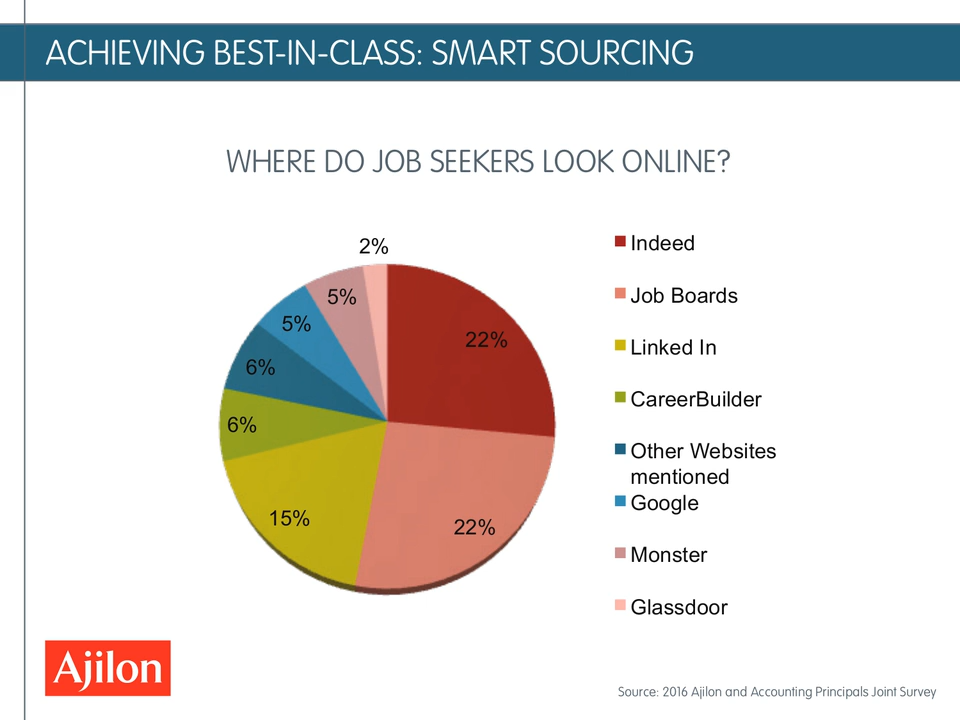 ACHIEVING BEST-IN-CLASS: SMART SOURCING
WHERE DO JOB SEEKERS LOOK ONLINE?
2%
5%
5%
22%
6%
6%
15%
22%
Indeed
Job Boards
Linked In
CareerBuilder
Other Websites
mentioned
Google
Monster
Glassdoor
Ajilon
Source: 2016 Ajilon and Accounting Principals Joint Survey